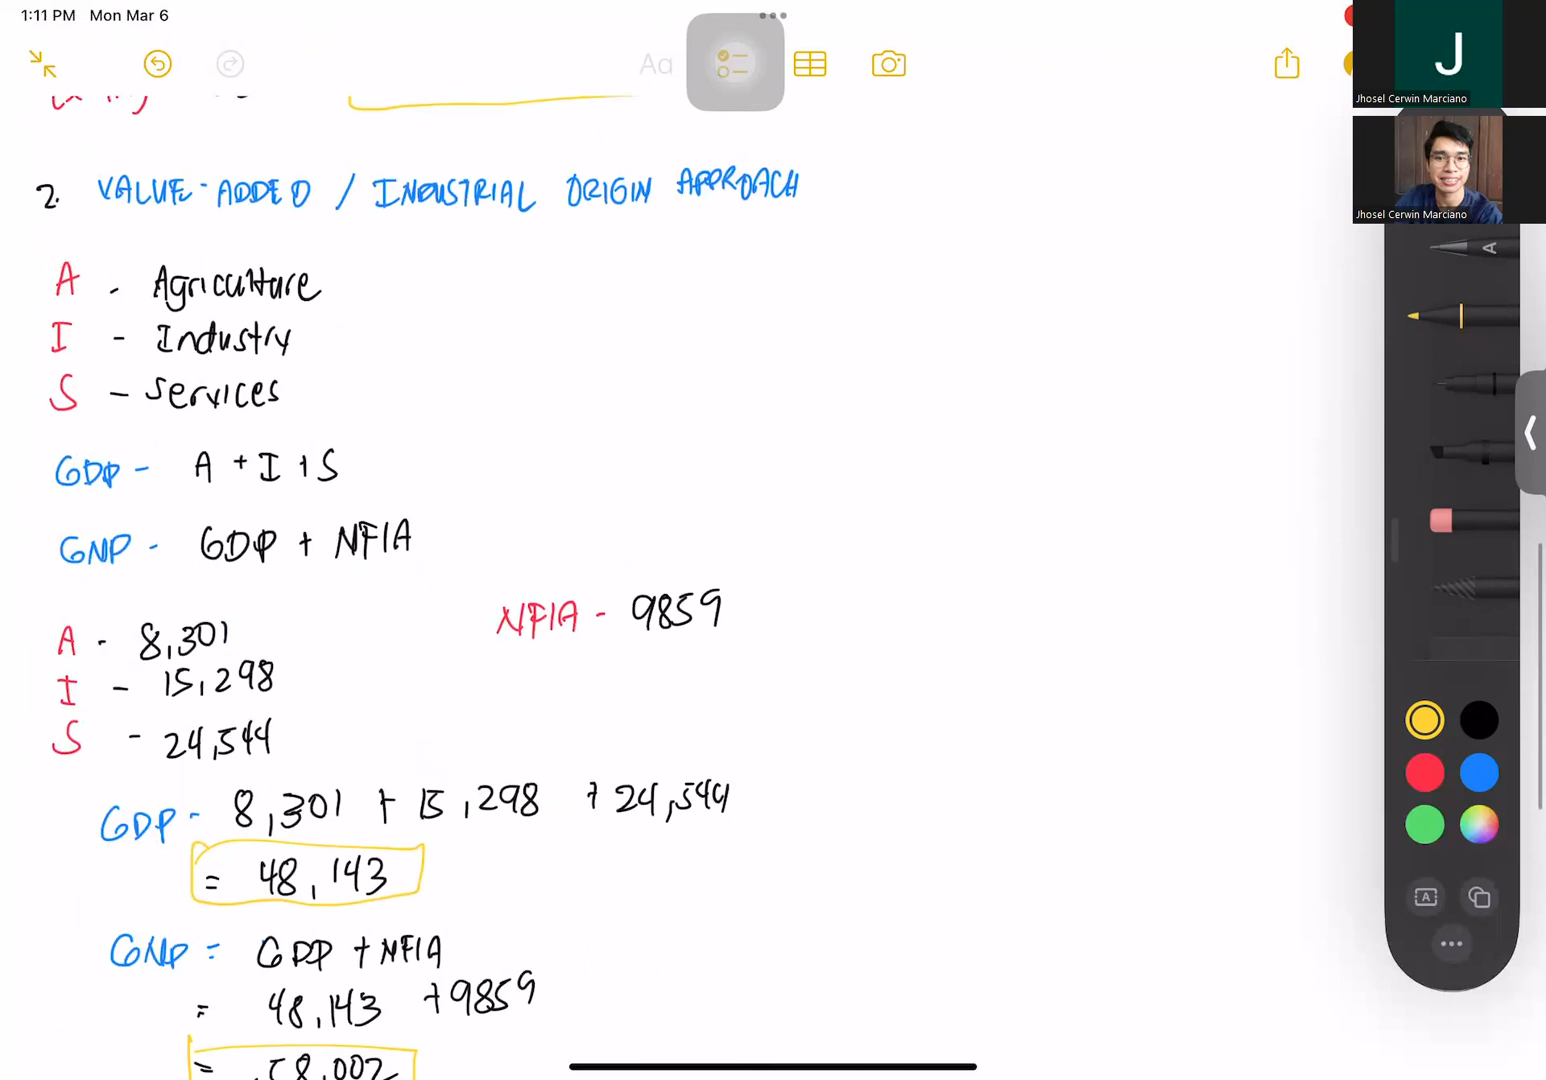 1:11 PM Mon Mar 6
Aa
J
Jhosel Cerwin Marciano
Jhosel Cerwin Marciano
2. VALUE-ADDED / INDUSTRIAL ORIGIN APPROACH
A - Agriculture
I - Industry
S - Services
GDP - A + I + S
GNP - GDP + NFIA
NFIA - 9859
A - 8,301
I - 15,298
S - 24,544
GDP - 8,301 + 15,298 + 24,544
= 48,143
GNP = GDP + NFIA
= 48,143 + 9859
= 58,002
A
A